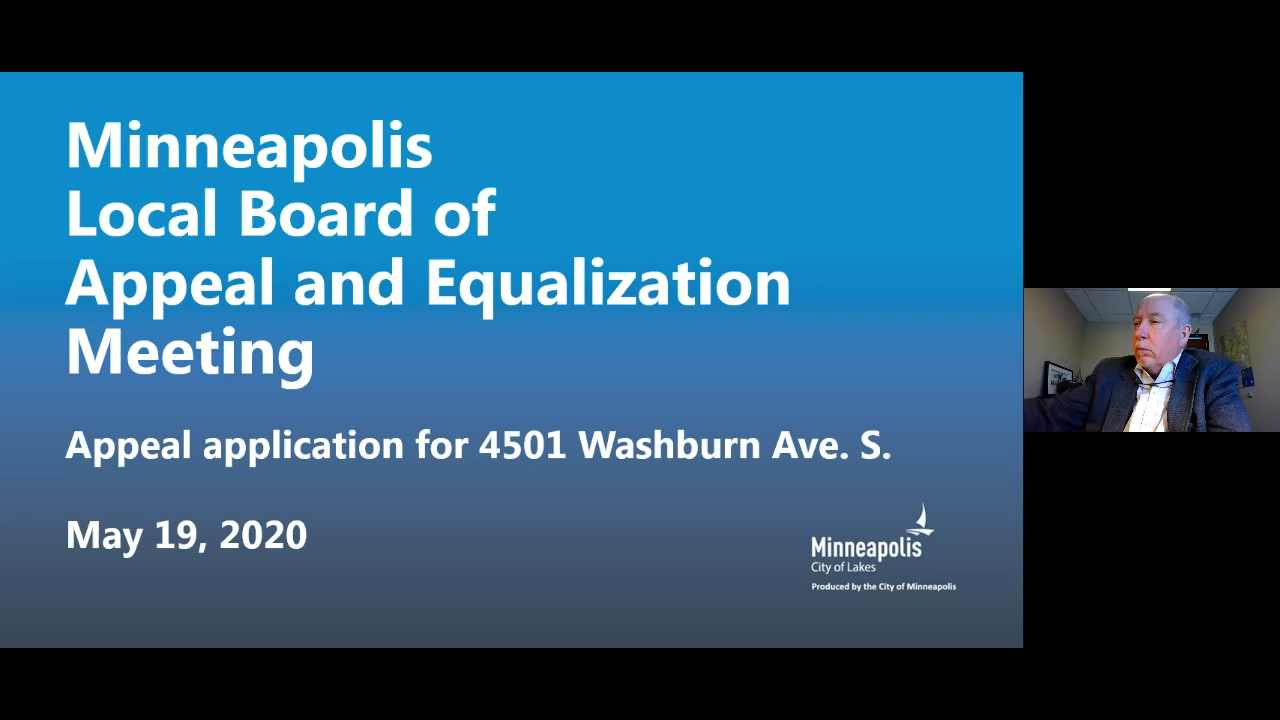 Minneapolis
Local Board of
Appeal and Equalization
Meeting
Appeal application for 4501 Washburn Ave. S.
May 19, 2020
Minneapolis
City of Lakes
Produced by the City of Minneapolis